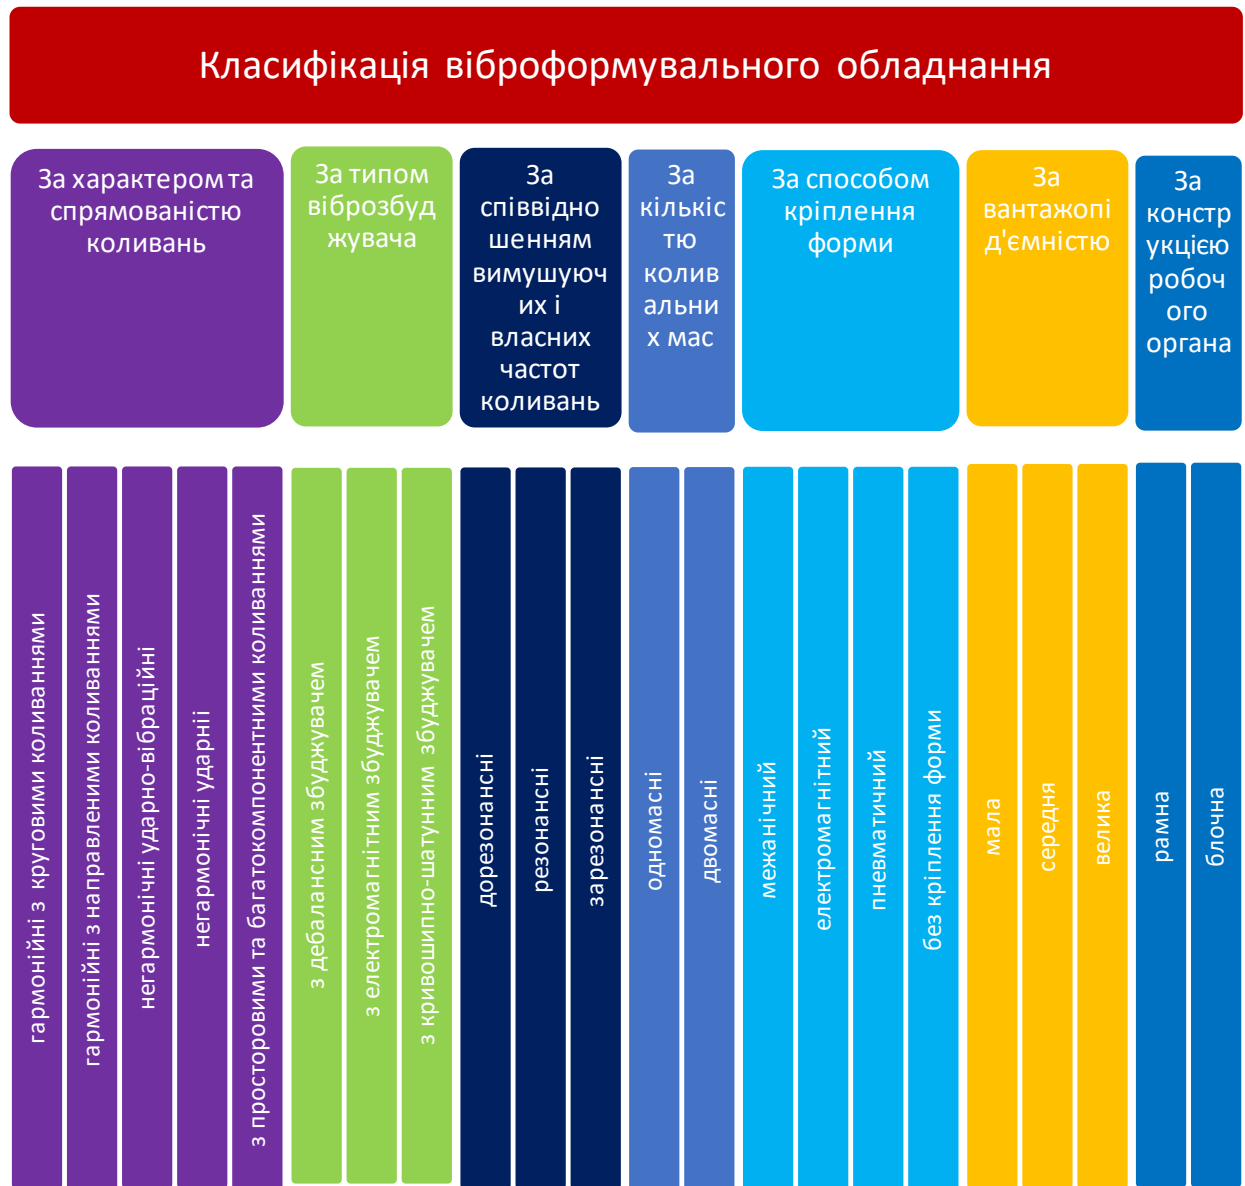 Класифікація віброформувального обладнання
За характером та
спрямованістю
коливань
За типом
віброзбуд
жувача
За
співвідно
шенням
вимушуюч
их і
власних
частот
коливань
За
кількіс
тю
колив
альни
х мас
За способом
кріплення
форми
За
вантажопі
д'ємністю
За
констр
укцією
робоч
ого
органа
гармонійні з круговими коливаннями
гармонійні з направленими коливаннями
негармонічні ударно-вібраційні
негармонічні ударніі
з просторовими та багатокомпонентними коливаннями
з дебалансним збуджувачем
з електромагнітним збуджувачем
з кривошипно-шатунним збуджувачем
дорезонансні
резонансні
зарезонансні
одномасні
двомасні
межанічний
електромагнітний
пневматичний
без кріплення форми
мала
середня
велика
рамна
блочна